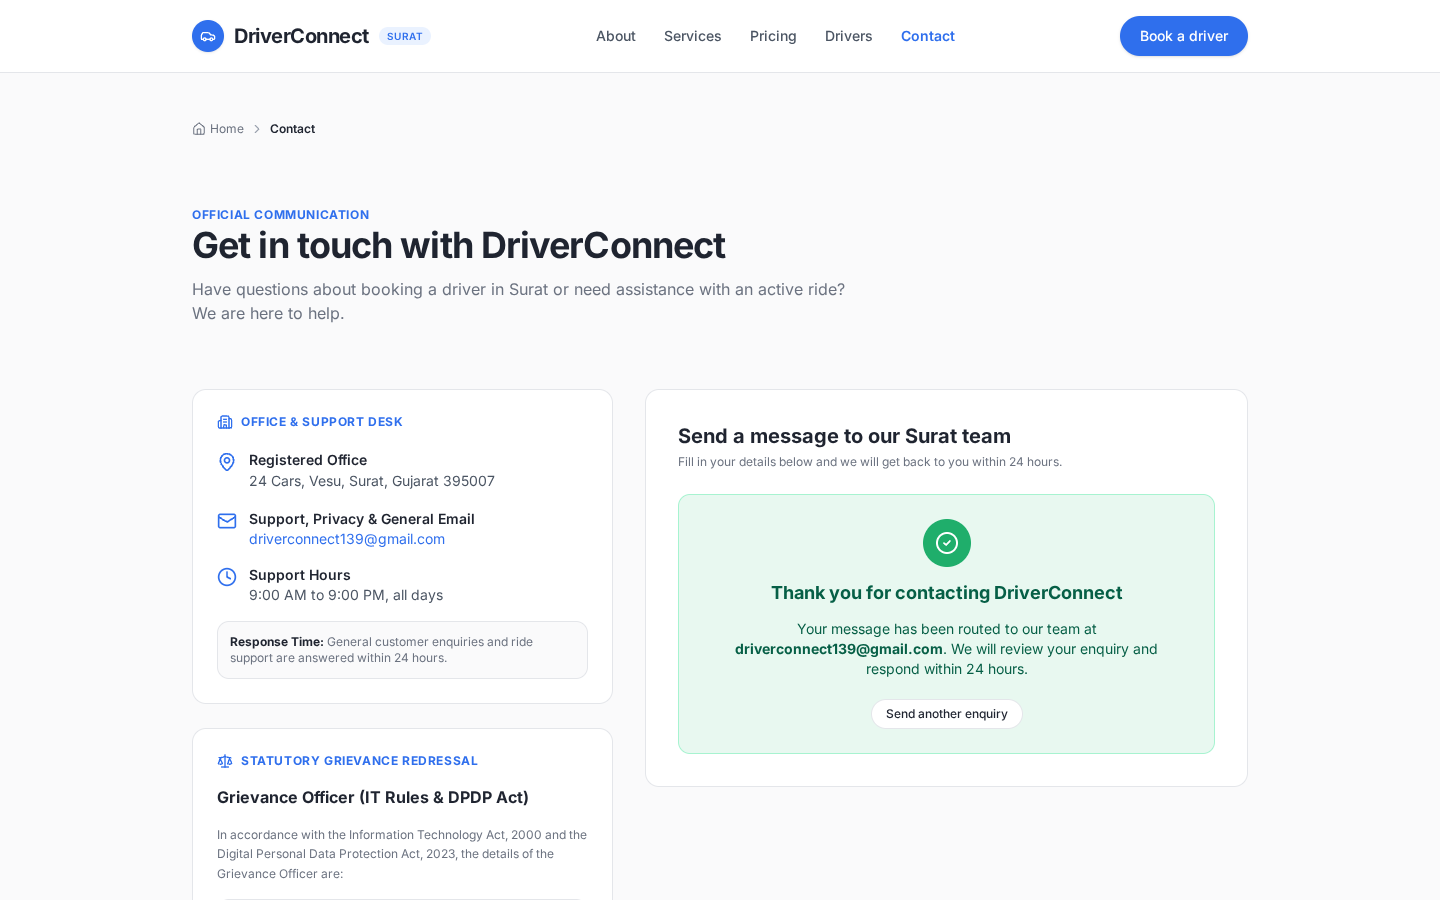 DriverConnect SURAT About Services Pricing Drivers Contact Book a driver
Home Contact
OFFICIAL COMMUNICATION
Get in touch with DriverConnect
Have questions about booking a driver in Surat or need assistance with an active ride?
We are here to help.
OFFICE & SUPPORT DESK
Registered Office
24 Cars, Vesu, Surat, Gujarat 395007
Support, Privacy & General Email
driverconnect139@gmail.com
Support Hours
9:00 AM to 9:00 PM, all days
Response Time: General customer enquiries and ride
support are answered within 24 hours.
STATUTORY GRIEVANCE REDRESSAL
Grievance Officer (IT Rules & DPDP Act)
In accordance with the Information Technology Act, 2000 and the
Digital Personal Data Protection Act, 2023, the details of the
Grievance Officer are:
Send a message to our Surat team
Fill in your details below and we will get back to you within 24 hours.
Thank you for contacting DriverConnect
Your message has been routed to our team at
driverconnect139@gmail.com. We will review your enquiry and
respond within 24 hours.
Send another enquiry